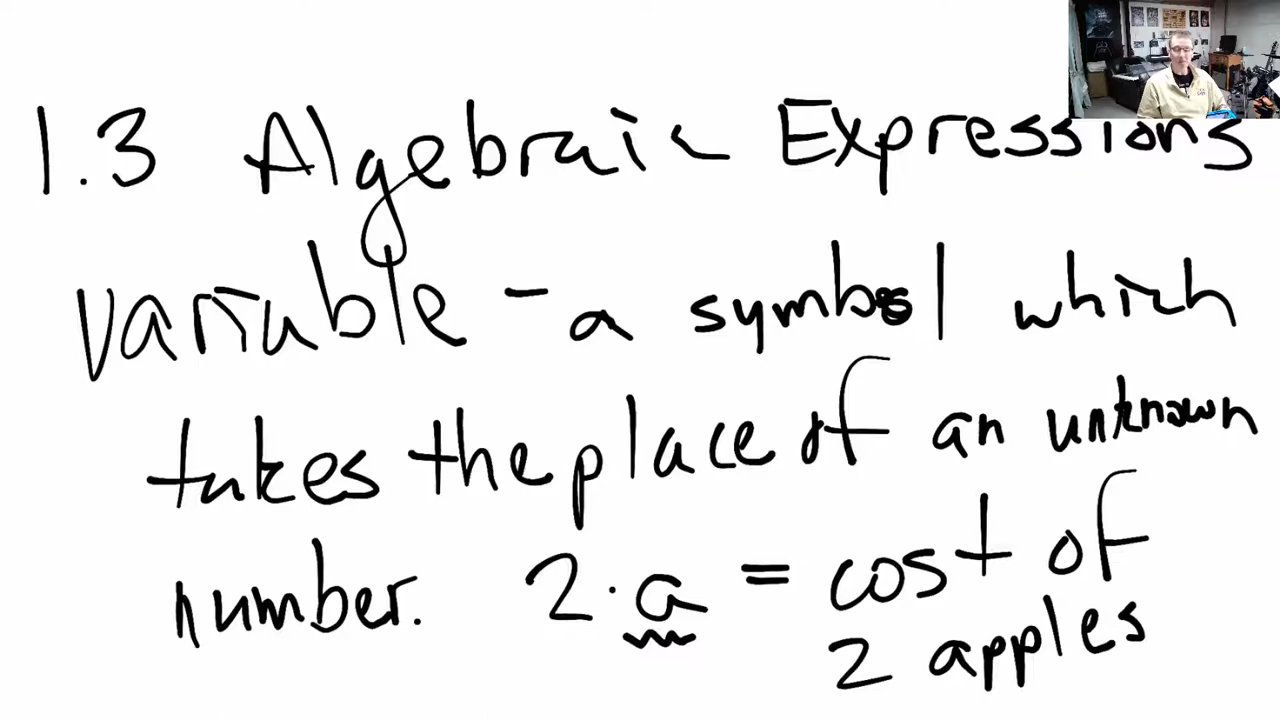 1.3 Algebraic Expressions
variable - a symbol which
takes the place of an unknown
number. 2 · a = cost of
2 apples